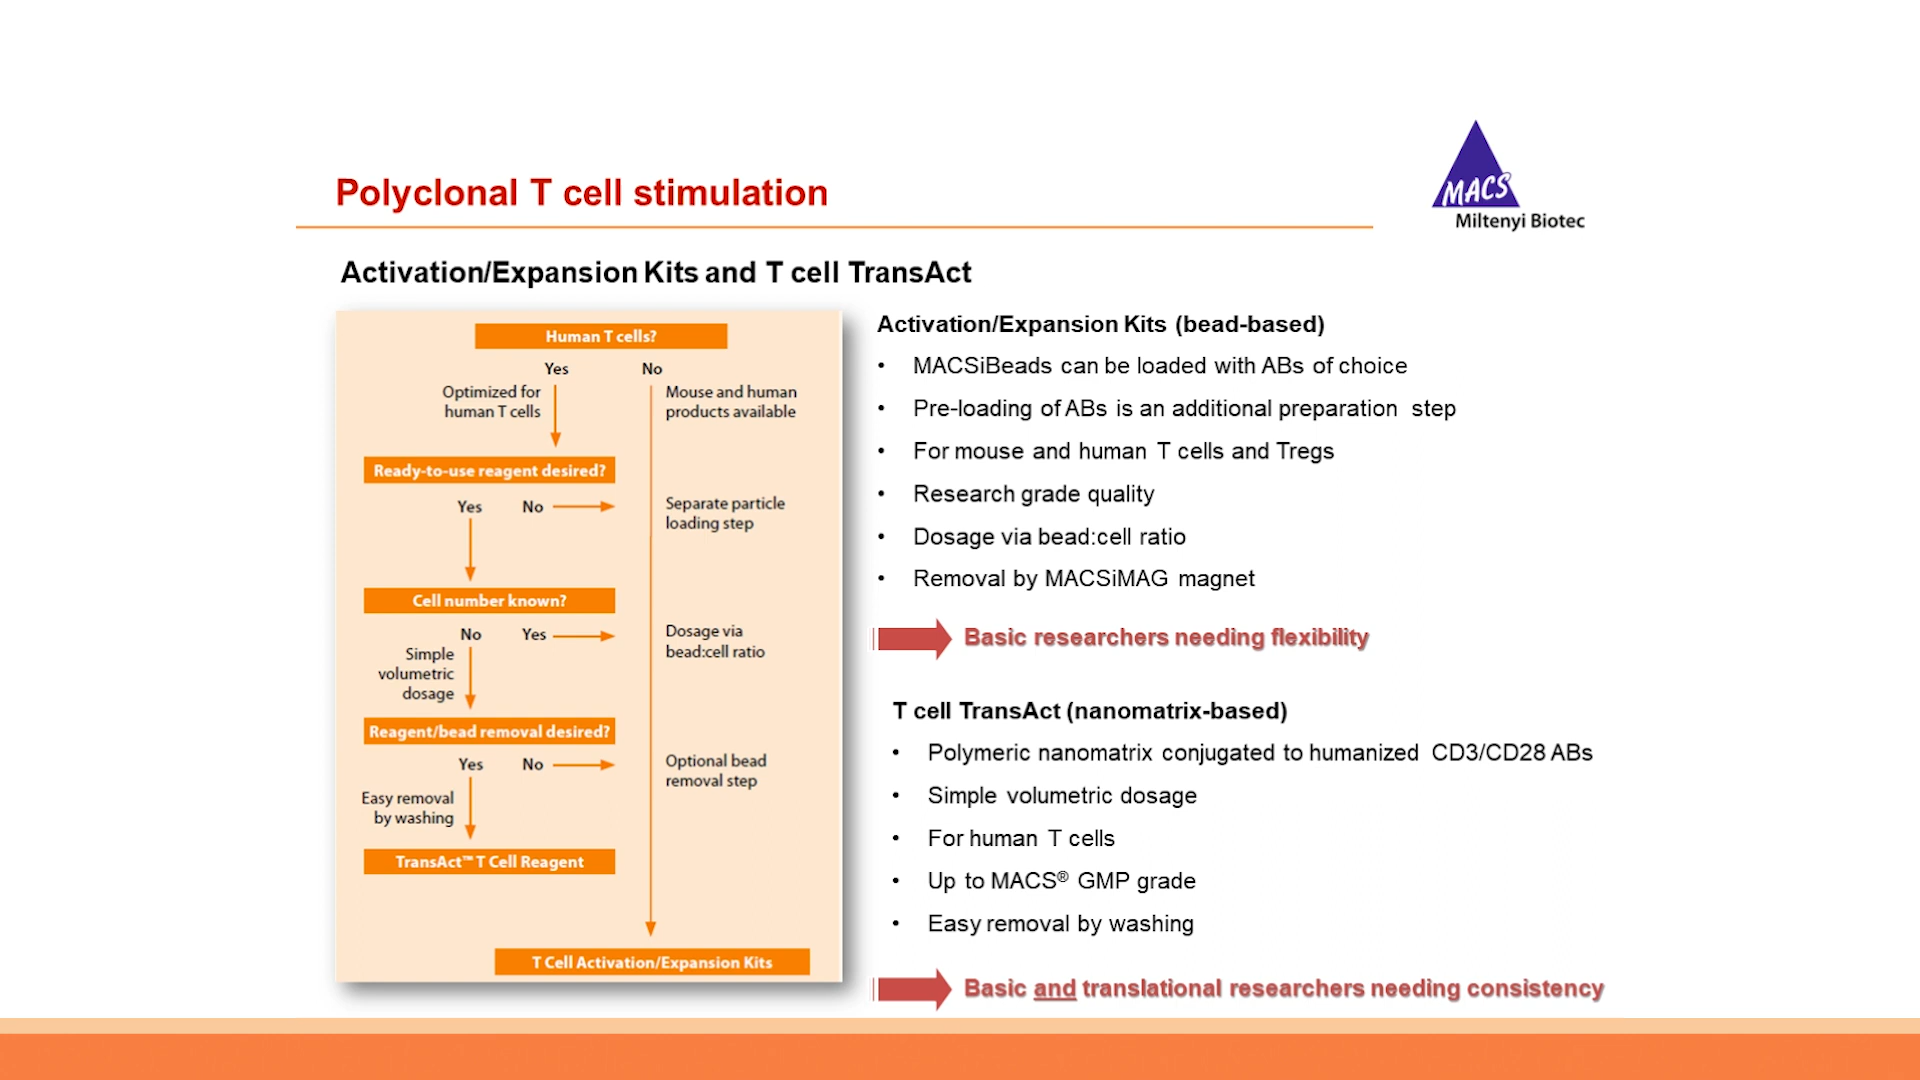 MACS
Miltenyi Biotec
Polyclonal T cell stimulation
Activation/Expansion Kits and T cell TransAct
Human T cells?
Yes
No
Optimized for
human T cells
Mouse and human
products available
Ready-to-use reagent desired?
Yes
No
Separate particle
loading step
Cell number known?
No
Yes
Simple
volumetric
dosage
Dosage via
bead:cell ratio
Reagent/bead removal desired?
Yes
No
Optional bead
removal step
Easy removal
by washing
TransAct™ T Cell Reagent
T Cell Activation/Expansion Kits
Activation/Expansion Kits (bead-based)
• MACSiBeads can be loaded with ABs of choice
• Pre-loading of ABs is an additional preparation step
• For mouse and human T cells and Tregs
• Research grade quality
• Dosage via bead:cell ratio
• Removal by MACSiMAG magnet
Basic researchers needing flexibility
T cell TransAct (nanomatrix-based)
• Polymeric nanomatrix conjugated to humanized CD3/CD28 ABs
• Simple volumetric dosage
• For human T cells
• Up to MACS® GMP grade
• Easy removal by washing
Basic and translational researchers needing consistency